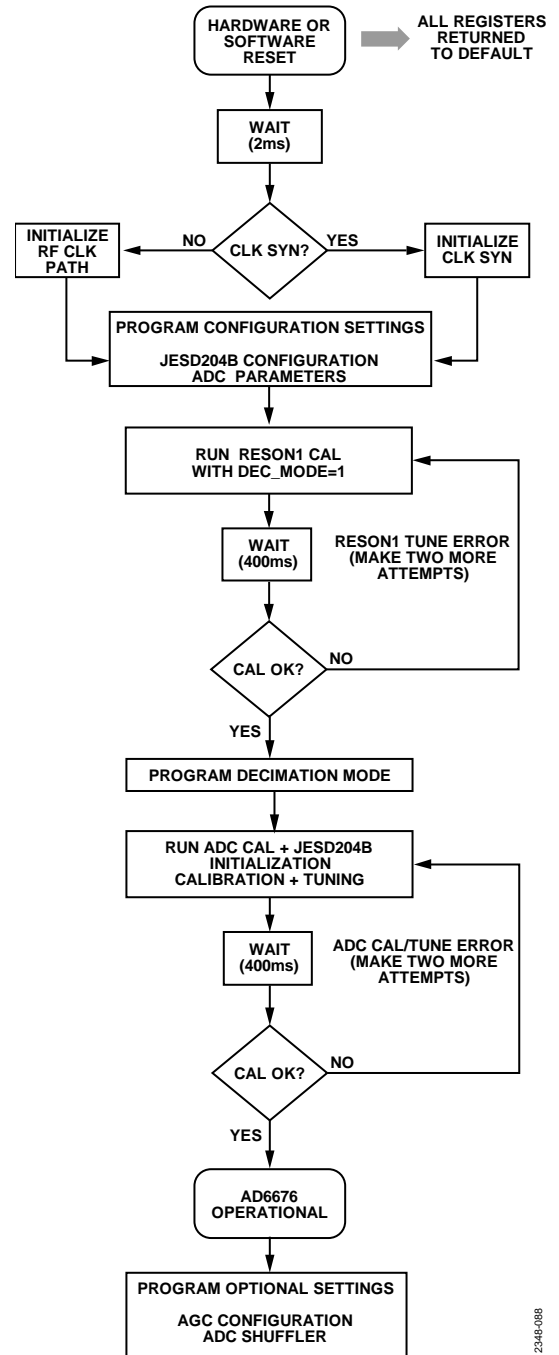 HARDWARE OR
SOFTWARE
RESET
ALL REGISTERS
RETURNED
TO DEFAULT
WAIT
(2ms)
INITIALIZE
RF CLK
PATH
NO
CLK SYN?
YES
INITIALIZE
CLK SYN
PROGRAM CONFIGURATION SETTINGS
JESD204B CONFIGURATION
ADC PARAMETERS
RUN RESON1 CAL
WITH DEC_MODE=1
WAIT
(400ms)
RESON1 TUNE ERROR
(MAKE TWO MORE
ATTEMPTS)
CAL OK?
NO
YES
PROGRAM DECIMATION MODE
RUN ADC CAL + JESD204B
INITIALIZATION
CALIBRATION + TUNING
WAIT
(400ms)
ADC CAL/TUNE ERROR
(MAKE TWO MORE
ATTEMPTS)
CAL OK?
NO
YES
AD6676
OPERATIONAL
PROGRAM OPTIONAL SETTINGS
AGC CONFIGURATION
ADC SHUFFLER
2348-088